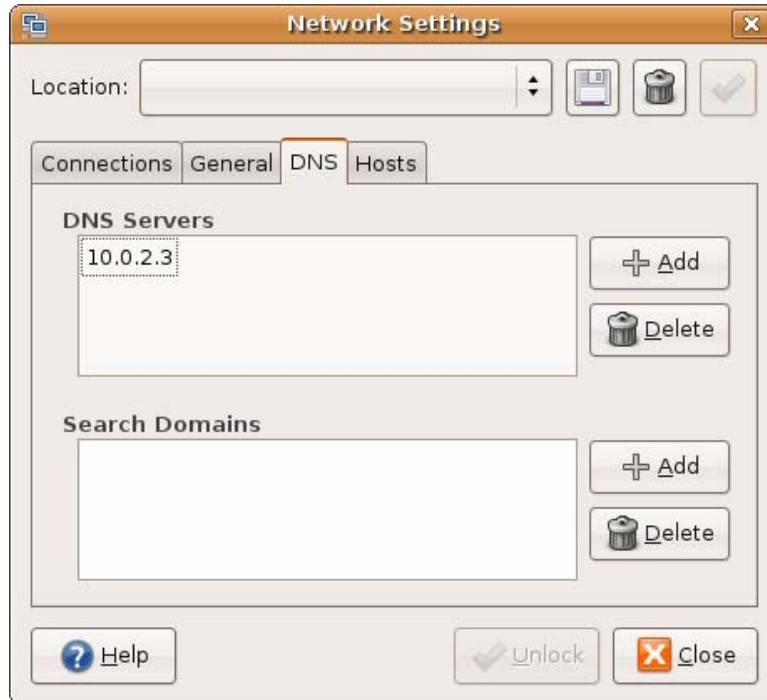 Network Settings
Location:
Connections General DNS Hosts
DNS Servers
10.0.2.3
Add
Delete
Search Domains
Add
Delete
Help Unlock Close